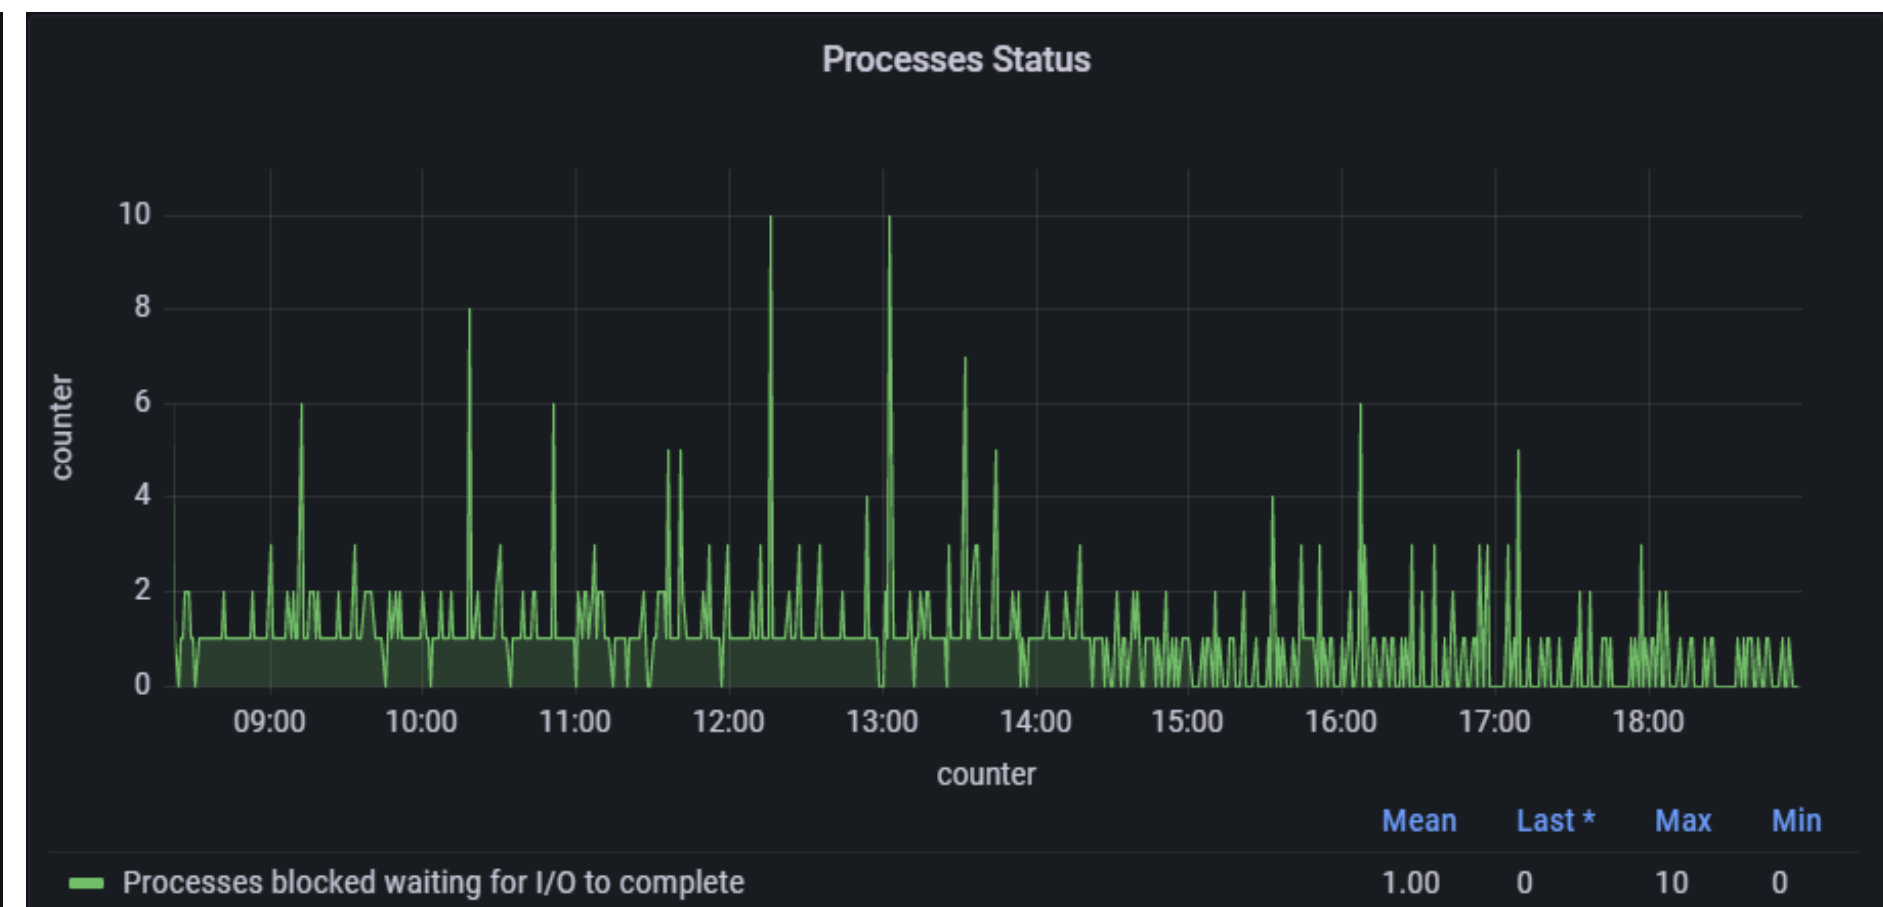 Processes Status
10
8
6
4
2
0
counter
09:00 10:00 11:00 12:00 13:00 14:00 15:00 16:00 17:00 18:00
counter
Mean Last * Max Min
Processes blocked waiting for I/O to complete 1.00 0 10 0